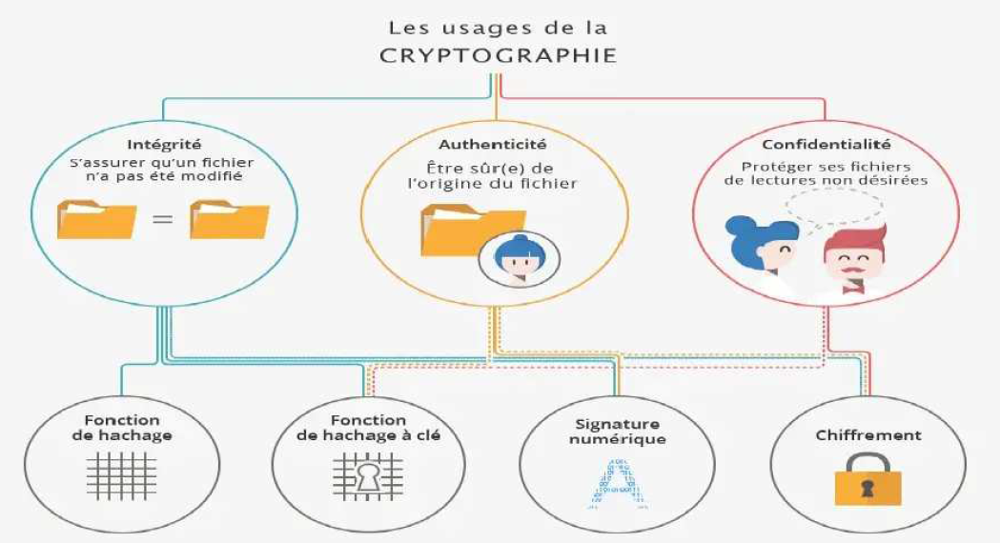 Les usages de la
CRYPTOGRAPHIE
Intégrité
S'assurer qu'un fichier
n'a pas été modifié
=
Authenticité
Être sûr(e) de
l'origine du fichier
Confidentialité
Protéger ses fichiers
de lectures non désirées
Fonction
de hachage
Fonction
de hachage à clé
Signature
numérique
Chiffrement